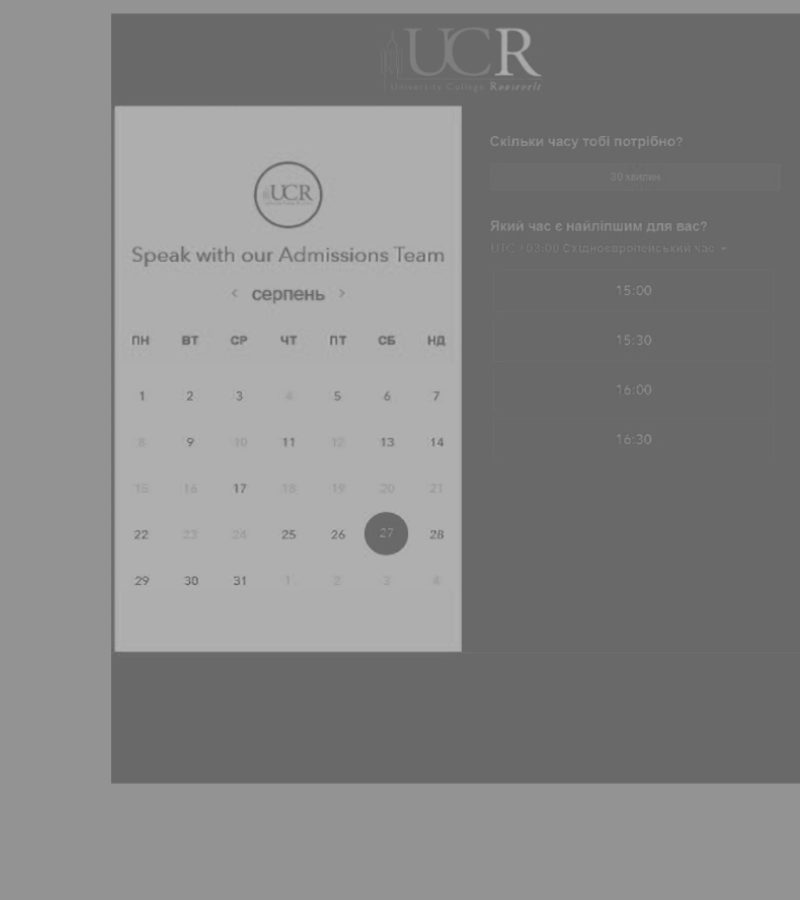 UCR
University College Roosevelt
UCR
Speak with our Admissions Team
< серпень >
ПН ВТ СР ЧТ ПТ СБ НД
1 2 3 4 5 6 7
8 9 10 11 12 13 14
15 16 17 18 19 20 21
22 23 24 25 26 27 28
29 30 31 1 2 3 4
Скільки часу тобі потрібно?
30 хвилин
Який час є найліпшим для вас?
UTC +03:00 Східноєвропейський час
15:00
15:30
16:00
16:30